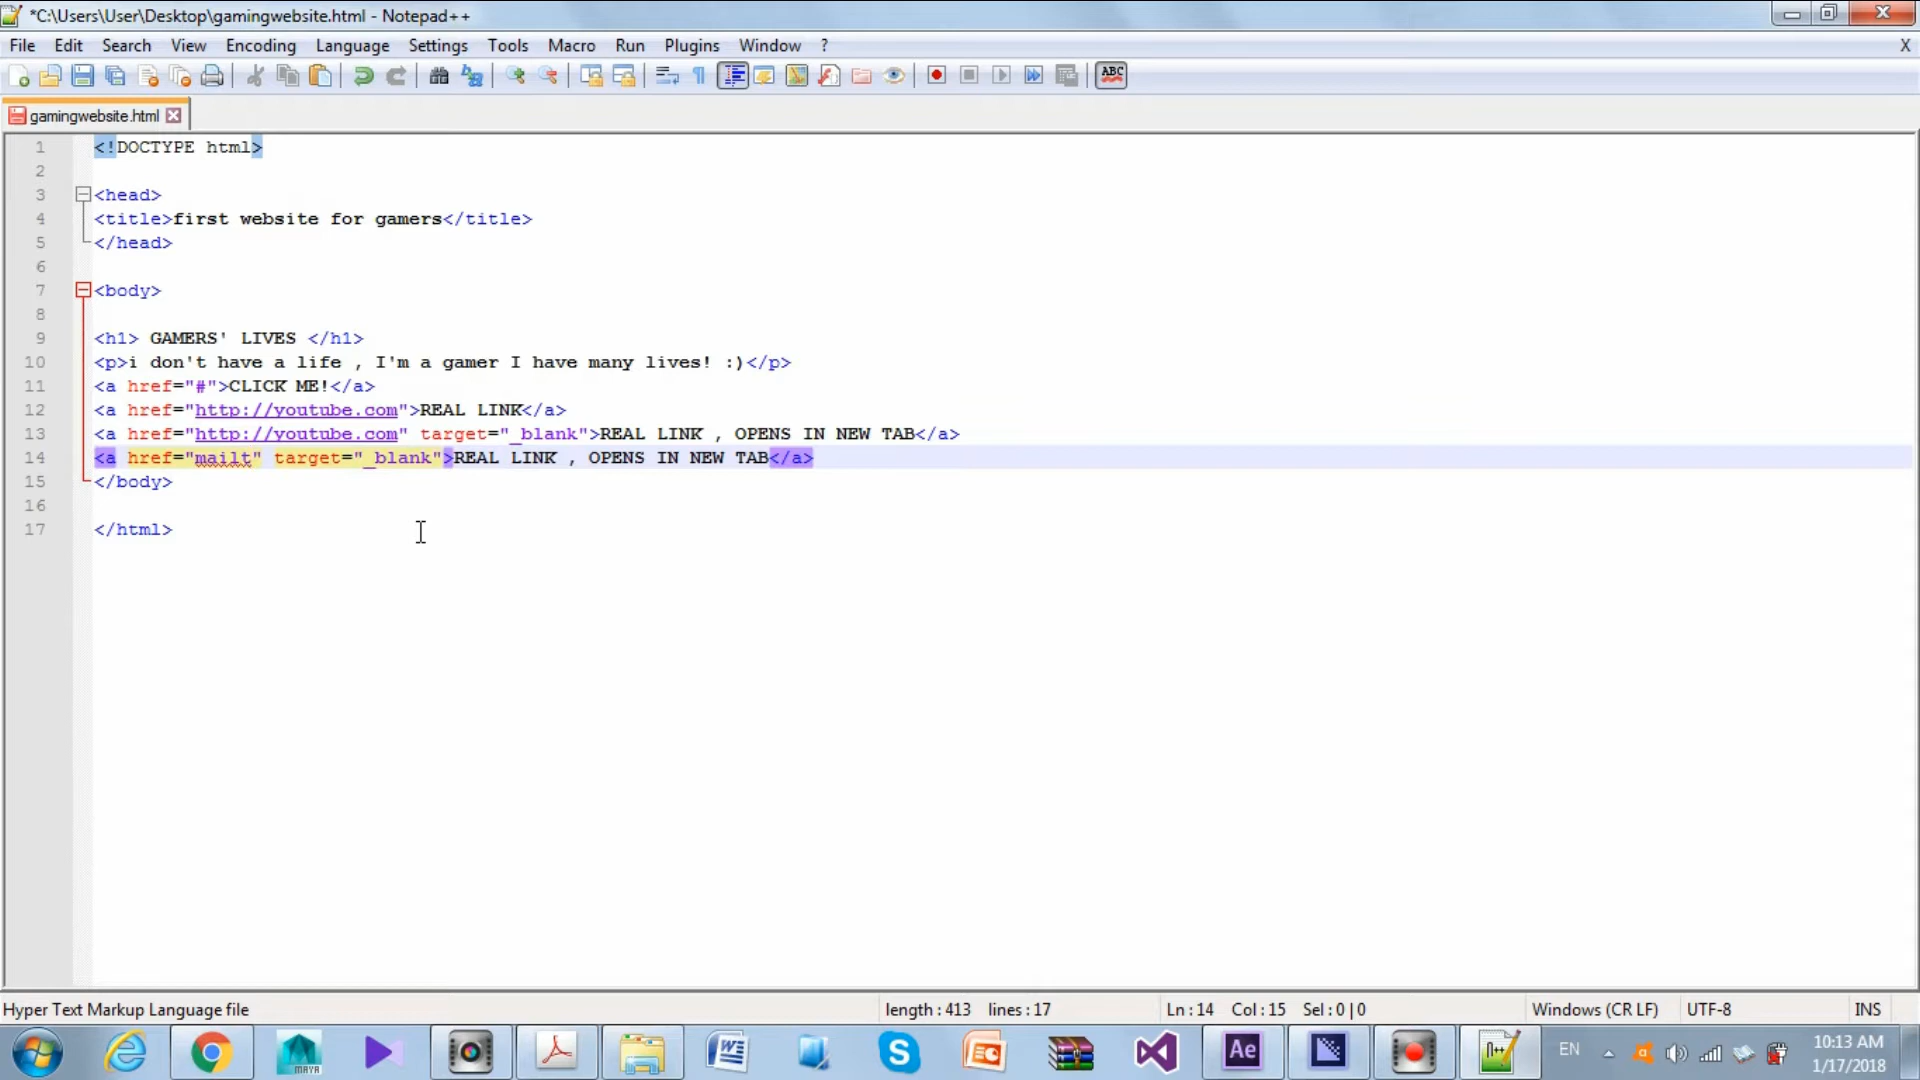 *C:\Users\User\Desktop\gamingwebsite.html - Notepad++
File Edit Search View Encoding Language Settings Tools Macro Run Plugins Window ? X
ABC
gamingwebsite.html
1 <!DOCTYPE html>
2
3 <head>
4 <title>first website for gamers</title>
5 </head>
6
7 <body>
8
9 <h1> GAMERS' LIVES </h1>
10 <p>i don't have a life , I'm a gamer I have many lives! :)</p>
11 <a href="#">CLICK ME!</a>
12 <a href="http://youtube.com">REAL LINK</a>
13 <a href="http://youtube.com" target="_blank">REAL LINK , OPENS IN NEW TAB</a>
14 <a href="mailt" target="_blank">REAL LINK , OPENS IN NEW TAB</a>
15 </body>
16
17 </html>
Hyper Text Markup Language file length : 413 lines : 17 Ln : 14 Col : 15 Sel : 0 | 0 Windows (CR LF) UTF-8 INS
MAYA W S Ae EN 10:13 AM
1/17/2018